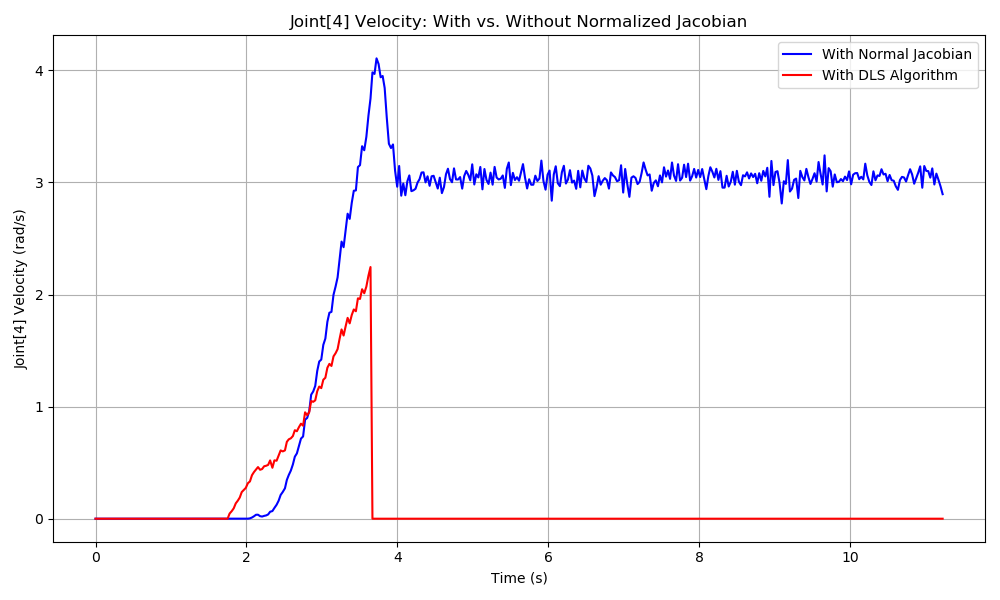 Joint[4] Velocity: With vs. Without Normalized Jacobian
With Normal Jacobian
With DLS Algorithm
Joint[4] Velocity (rad/s)
4
3
2
1
0
0 2 4 6 8 10
Time (s)